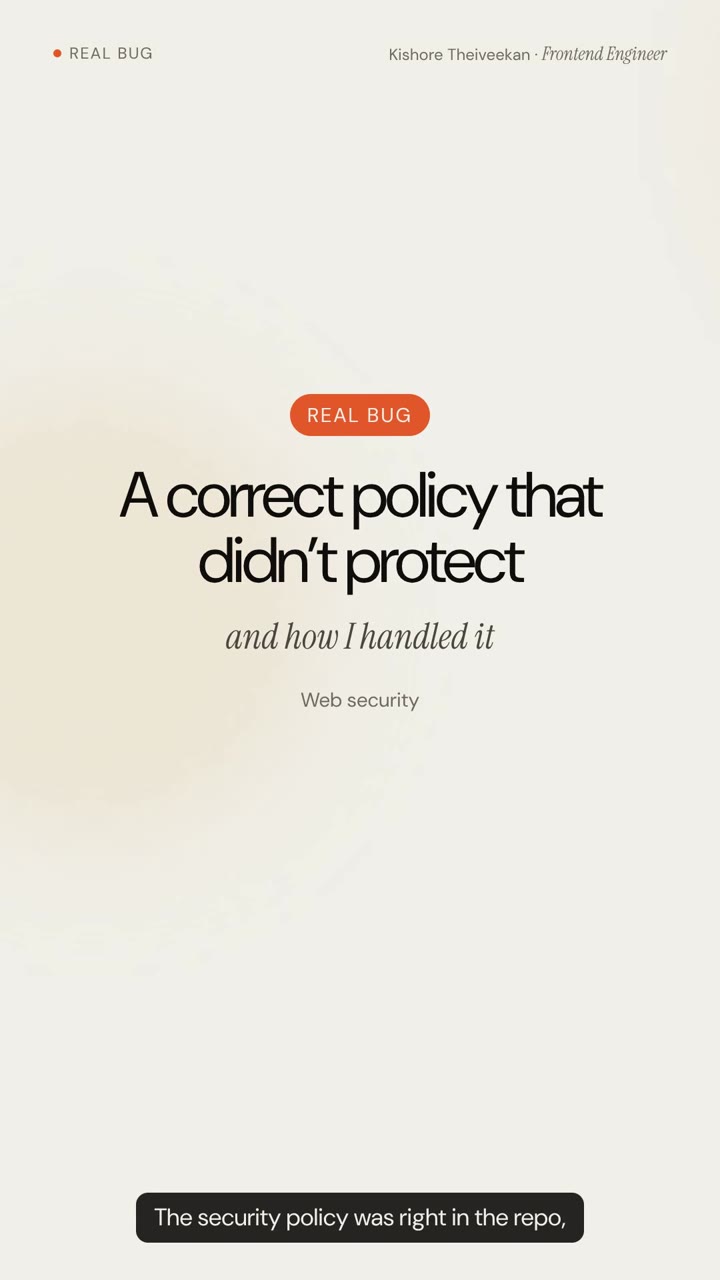 REAL BUG
Kishore Theiveekan · Frontend Engineer
REAL BUG
A correct policy that
didn’t protect
and how I handled it
Web security
The security policy was right in the repo,